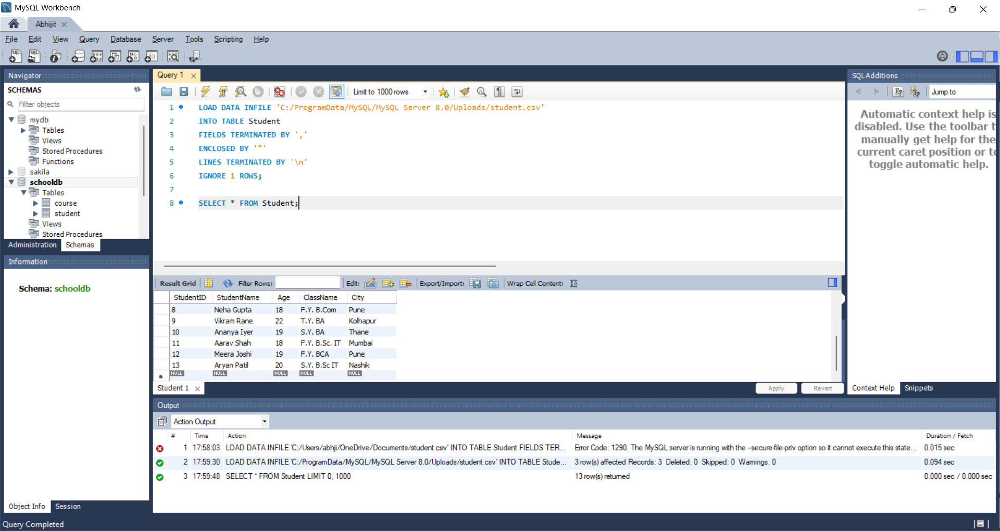 MySQL Workbench
Abhijit
File Edit View Query Database Server Tools Scripting Help
Navigator
SCHEMAS
Filter objects
mydb
Tables
Views
Stored Procedures
Functions
sakila
schooldb
Tables
course
student
Views
Stored Procedures
Administration Schemas
Information
Schema: schooldb
Object Info Session
Query 1
Limit to 1000 rows
1 LOAD DATA INFILE 'C:/ProgramData/MySQL/MySQL Server 8.0/Uploads/student.csv'
2 INTO TABLE Student
3 FIELDS TERMINATED BY ','
4 ENCLOSED BY '"'
5 LINES TERMINATED BY '\n'
6 IGNORE 1 ROWS;
7
8 SELECT * FROM Student;
Result Grid Filter Rows: Edit: Export/Import: Wrap Cell Content:
StudentID StudentName Age ClassName City
8 Neha Gupta 18 F.Y. B.Com Pune
9 Vikram Rane 22 T.Y. BA Kolhapur
10 Ananya Iyer 19 S.Y. BA Thane
11 Aarav Shah 18 F.Y. B.Sc. IT Mumbai
12 Meera Joshi 19 F.Y. BCA Pune
13 Aryan Patil 20 S.Y. B.Sc IT Nashik
NULL NULL NULL NULL NULL
Student 1
Apply Revert
SQLAdditions
Jump to
Automatic context help is
disabled. Use the toolbar t
manually get help for the
current caret position or to
toggle automatic help.
Context Help Snippets
Output
Action Output
# Time Action Message Duration / Fetch
1 17:58:03 LOAD DATA INFILE 'C:/Users/abhji/OneDrive/Documents/student.csv' INTO TABLE Student FIELDS TER... Error Code: 1290. The MySQL server is running with the --secure-file-priv option so it cannot execute this state... 0.015 sec
2 17:59:30 LOAD DATA INFILE 'C:/ProgramData/MySQL/MySQL Server 8.0/Uploads/student.csv' INTO TABLE Stude... 3 row(s) affected Records: 3 Deleted: 0 Skipped: 0 Warnings: 0 0.094 sec
3 17:59:48 SELECT * FROM Student LIMIT 0, 1000 13 row(s) returned 0.000 sec / 0.000 sec
Query Completed